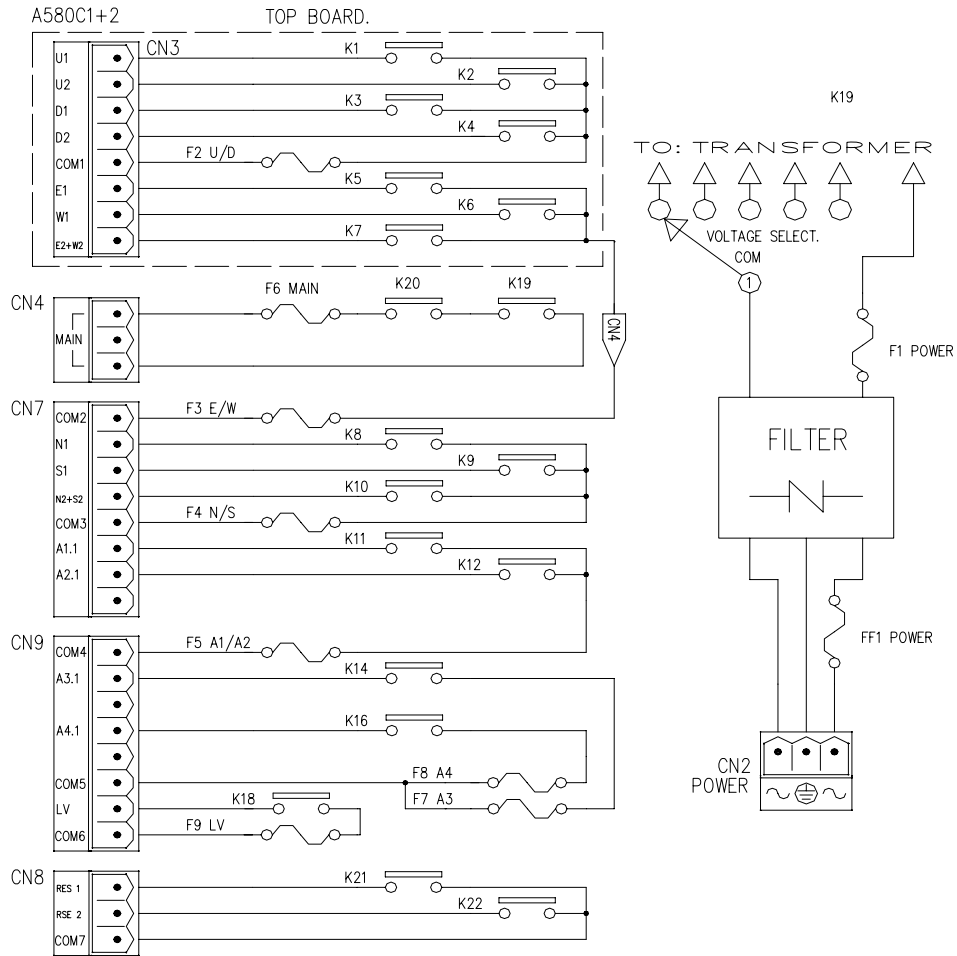 A580C1+2 TOP BOARD.
CN3
U1 K1
U2 K2
D1 K3
D2 K4
COM1 F2 U/D
E1 K5
W1 K6
E2+W2 K7
K19
TO: TRANSFORMER
VOLTAGE SELECT.
COM
1
F1 POWER
FILTER
FF1 POWER
CN2
POWER
CN4
MAIN
F6 MAIN K20 K19
CN4
CN7
COM2 F3 E/W
N1 K8
S1 K9
N2+S2 K10
COM3 F4 N/S
A1.1 K11
A2.1 K12
CN9
COM4 F5 A1/A2
A3.1 K14
A4.1 K16
COM5 F8 A4
F7 A3
LV K18
COM6 F9 LV
CN8
RES 1 K21
RSE 2 K22
COM7